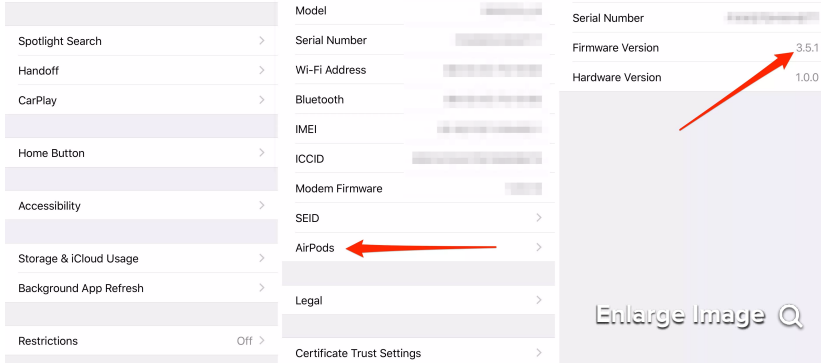 Spotlight Search
Handoff
CarPlay
Home Button
Accessibility
Storage & iCloud Usage
Background App Refresh
Restrictions Off
Model
Serial Number
Wi-Fi Address
Bluetooth
IMEI
ICCID
Modem Firmware
SEID
AirPods
Legal
Certificate Trust Settings
Serial Number
Firmware Version 3.5.1
Hardware Version 1.0.0
Enlarge Image